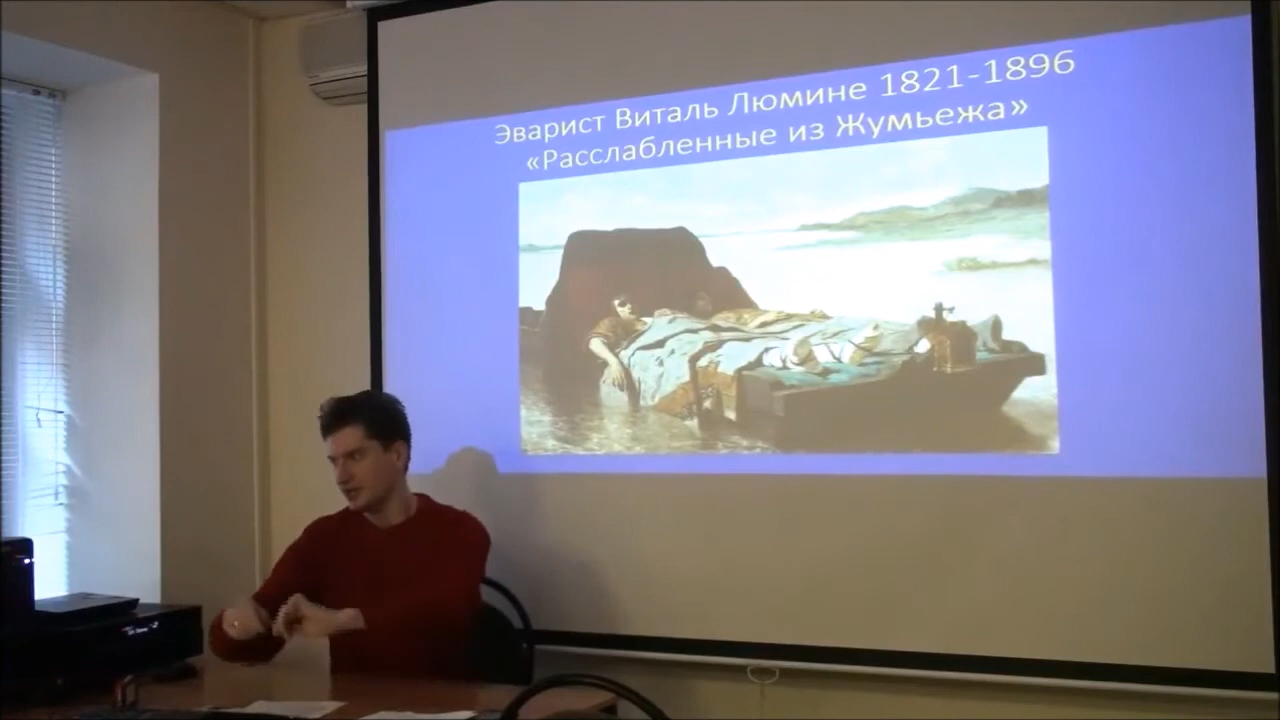 Эварист Виталь Люмине 1821-1896
«Расслабленные из Жумьежа»